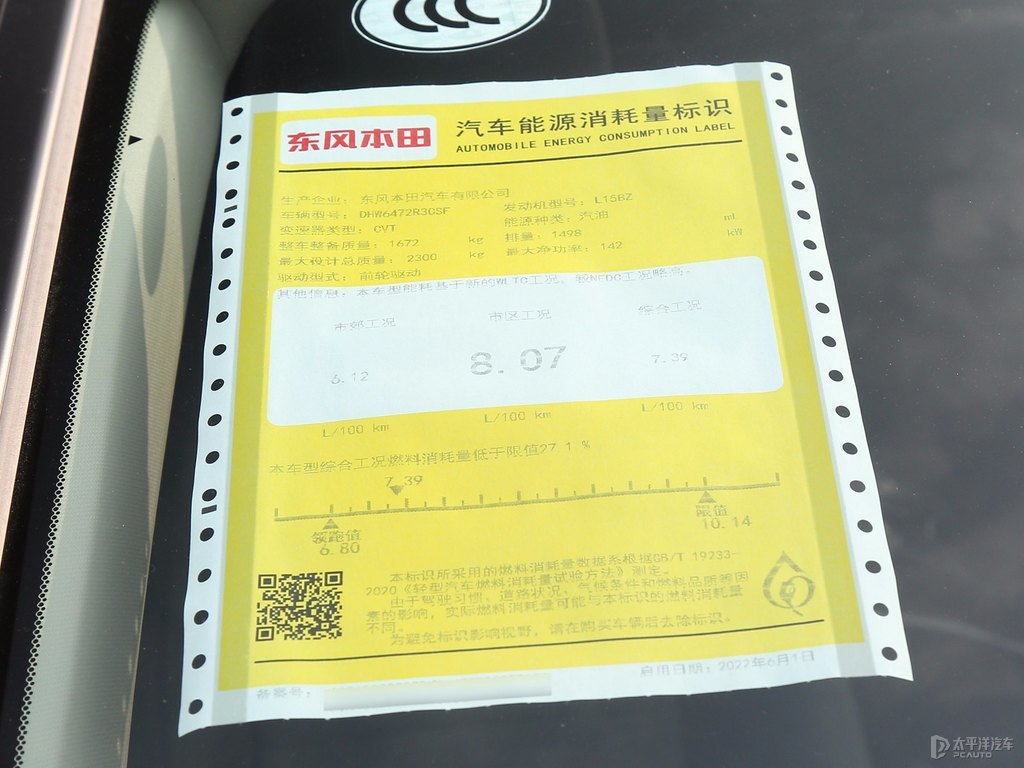 东风本田
汽车能源消耗量标识
AUTOMOBILE ENERGY CONSUMPTION LABEL
生产企业: 东风本田汽车有限公司
车辆型号: DHW6472R3CSF 发动机型号: L15BZ
变速器类型: CVT 能源种类: 汽油
整车整备质量: 1672 kg 排量: 1498 mL
最大设计总质量: 2300 kg 最大净功率: 142 kW
驱动型式: 前轮驱动
其他信息: 本车型能耗基于新的WLTC工况, 较NEDC工况略高。
市郊工况 市区工况 综合工况
6.12 8.07 7.39
L/100 km L/100 km L/100 km
本车型综合工况燃料消耗量低于限值27.1 %
7.39
领跑值 限值
6.80 10.14
本标识所采用的燃料消耗量数据系根据GB/T 19233-
2020《轻型汽车燃料消耗量试验方法》测定。
由于驾驶习惯、道路状况、气候条件和燃料品质等因
素的影响, 实际燃料消耗量可能与本标识的燃料消耗量
不同。
为避免标识影响视野, 请在购买车辆后去除标识。
备案号: 启用日期: 2022年6月1日
太平洋汽车
PCAUTO